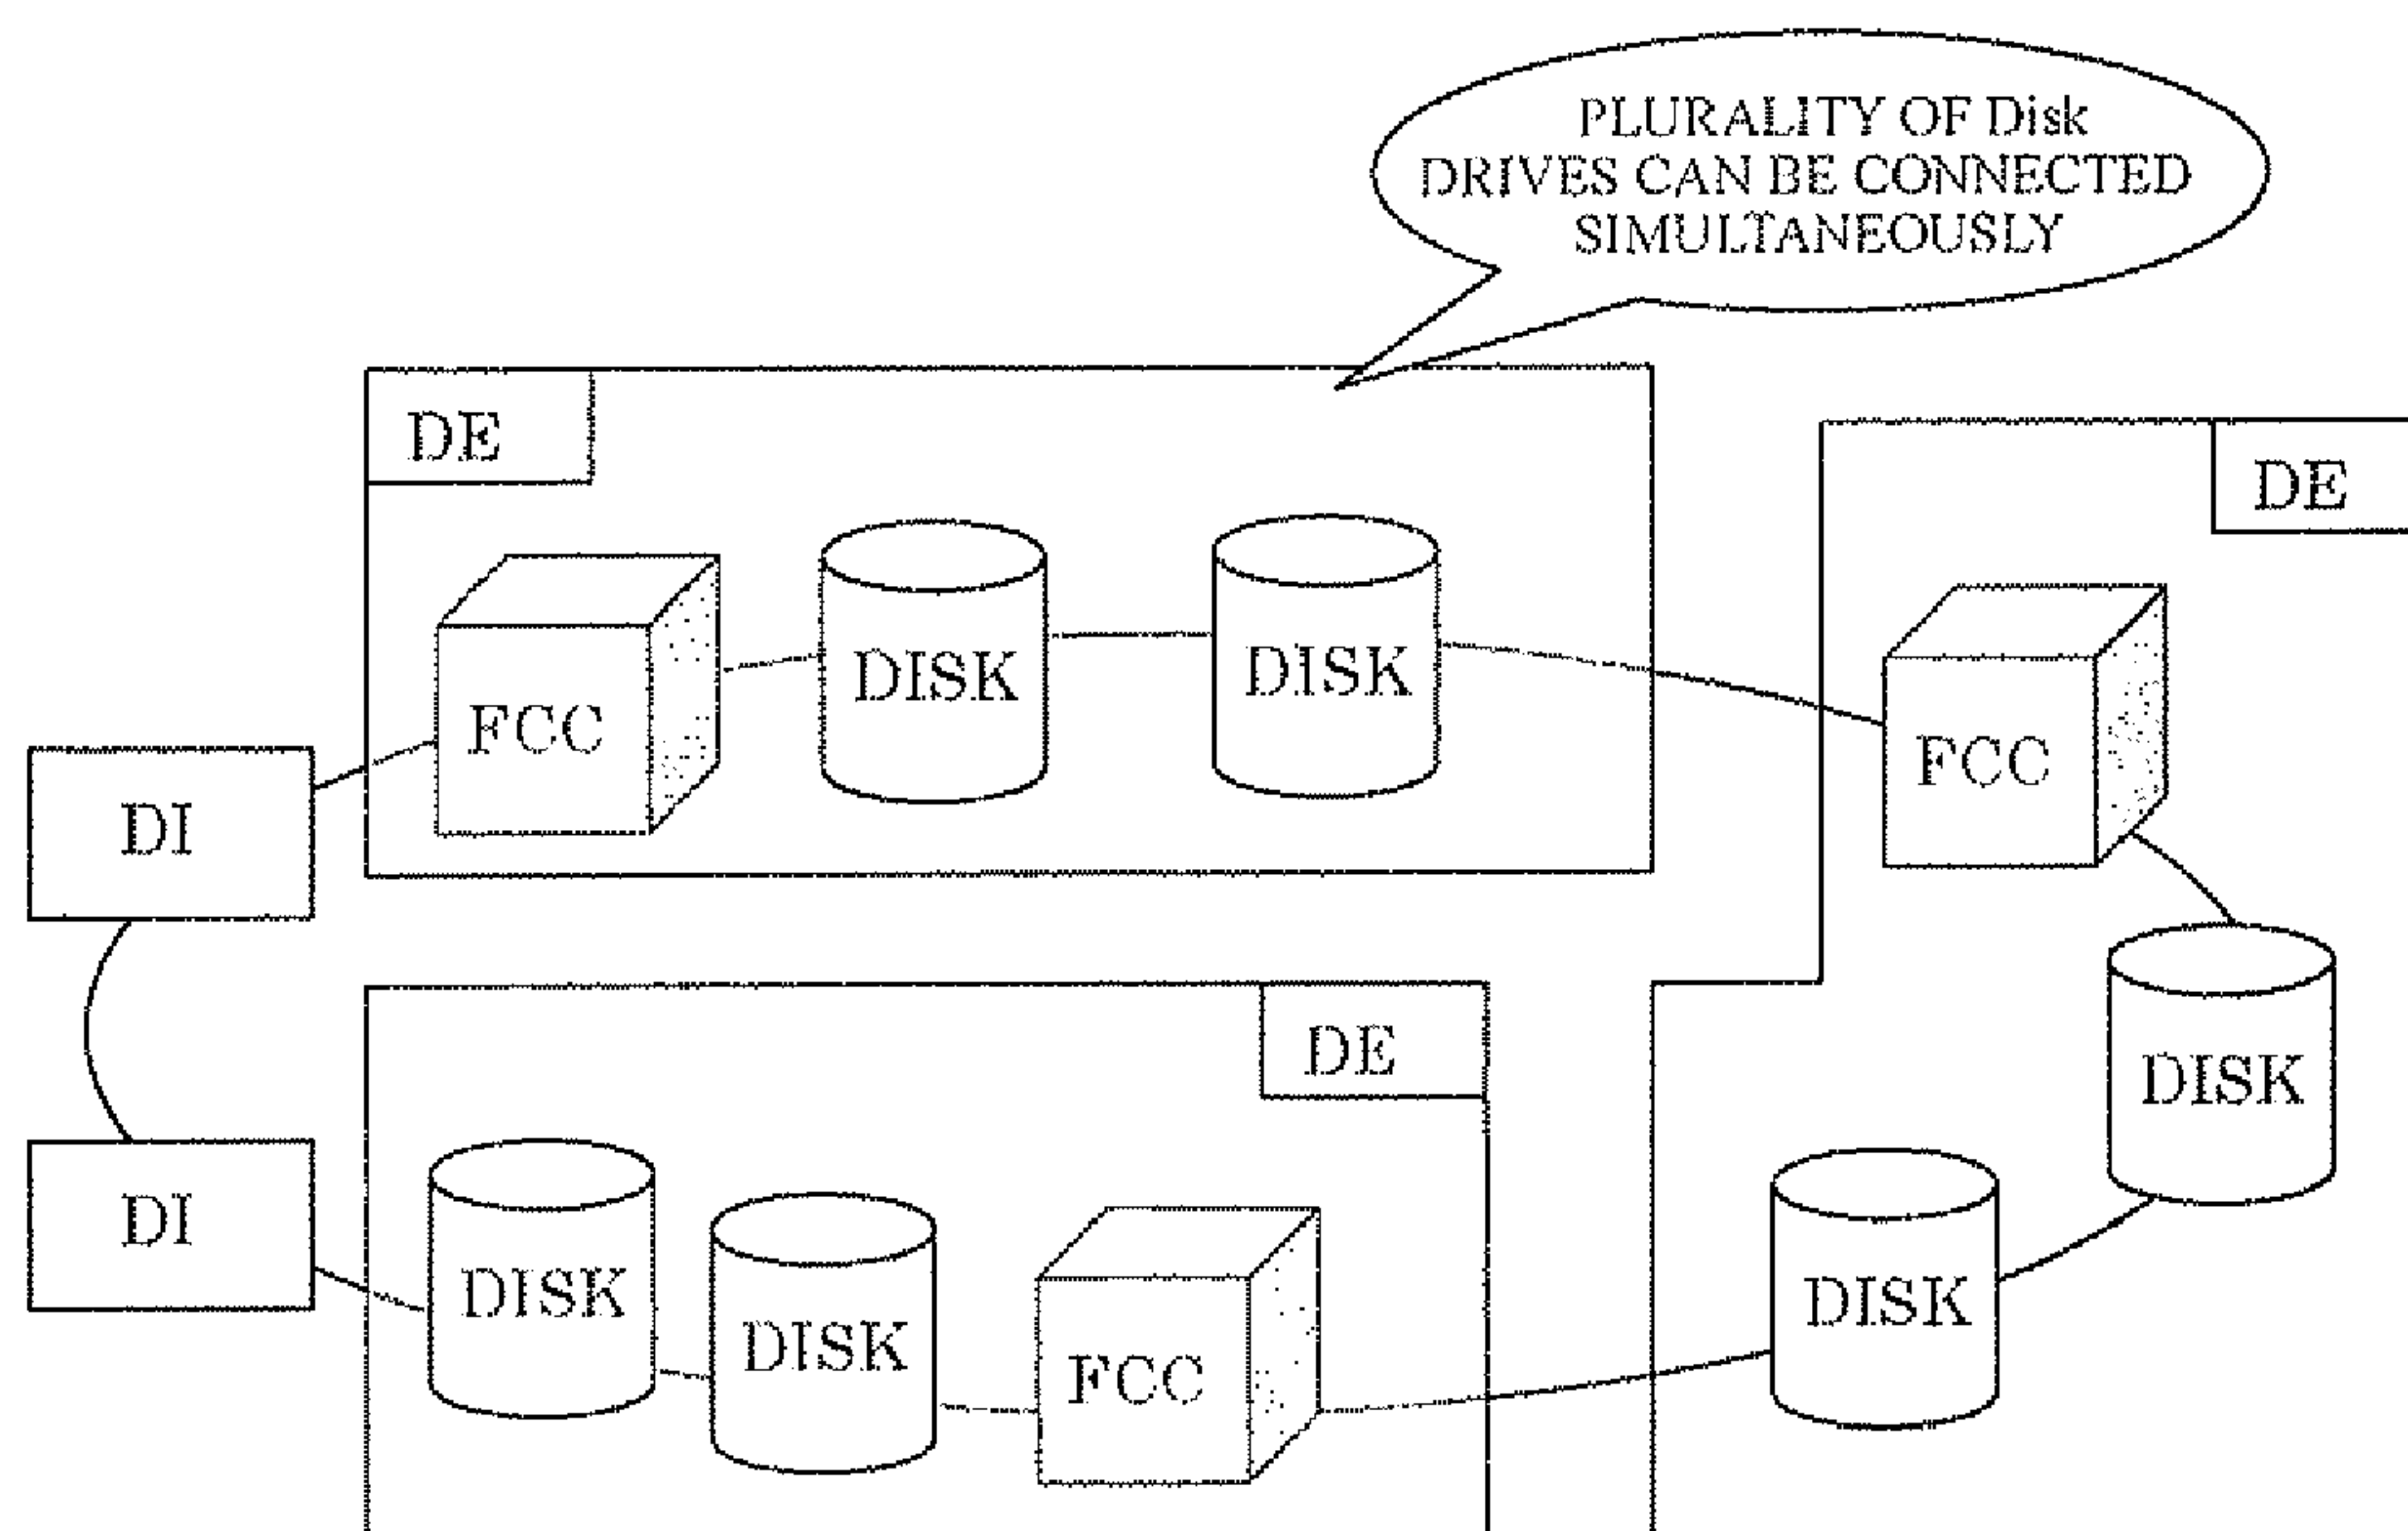 PLURALITY OF Disk
DRIVES CAN BE CONNECTED
SIMULTANEOUSLY
DE
DE
FCC
DISK
DISK
FCC
DI
DE
DISK
DI
DISK
DISK
FCC
DISK